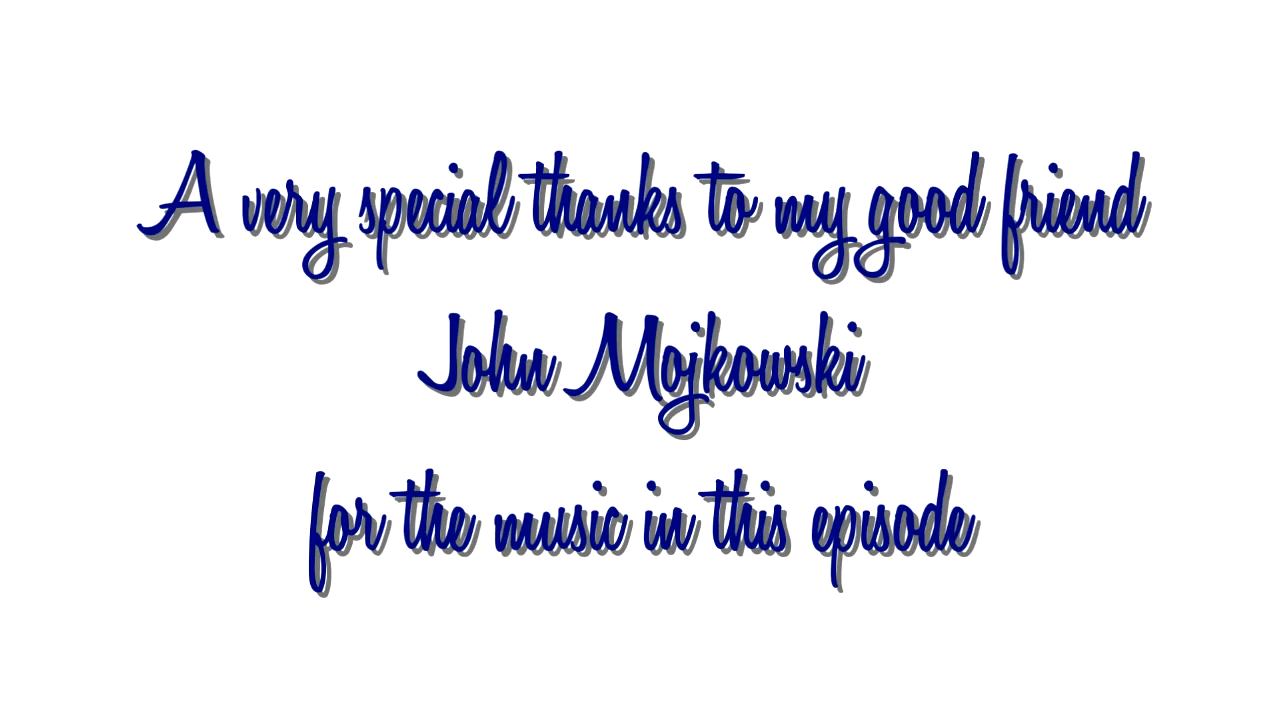 A very special thanks to my good friend
John Mojkowski
for the music in this episode